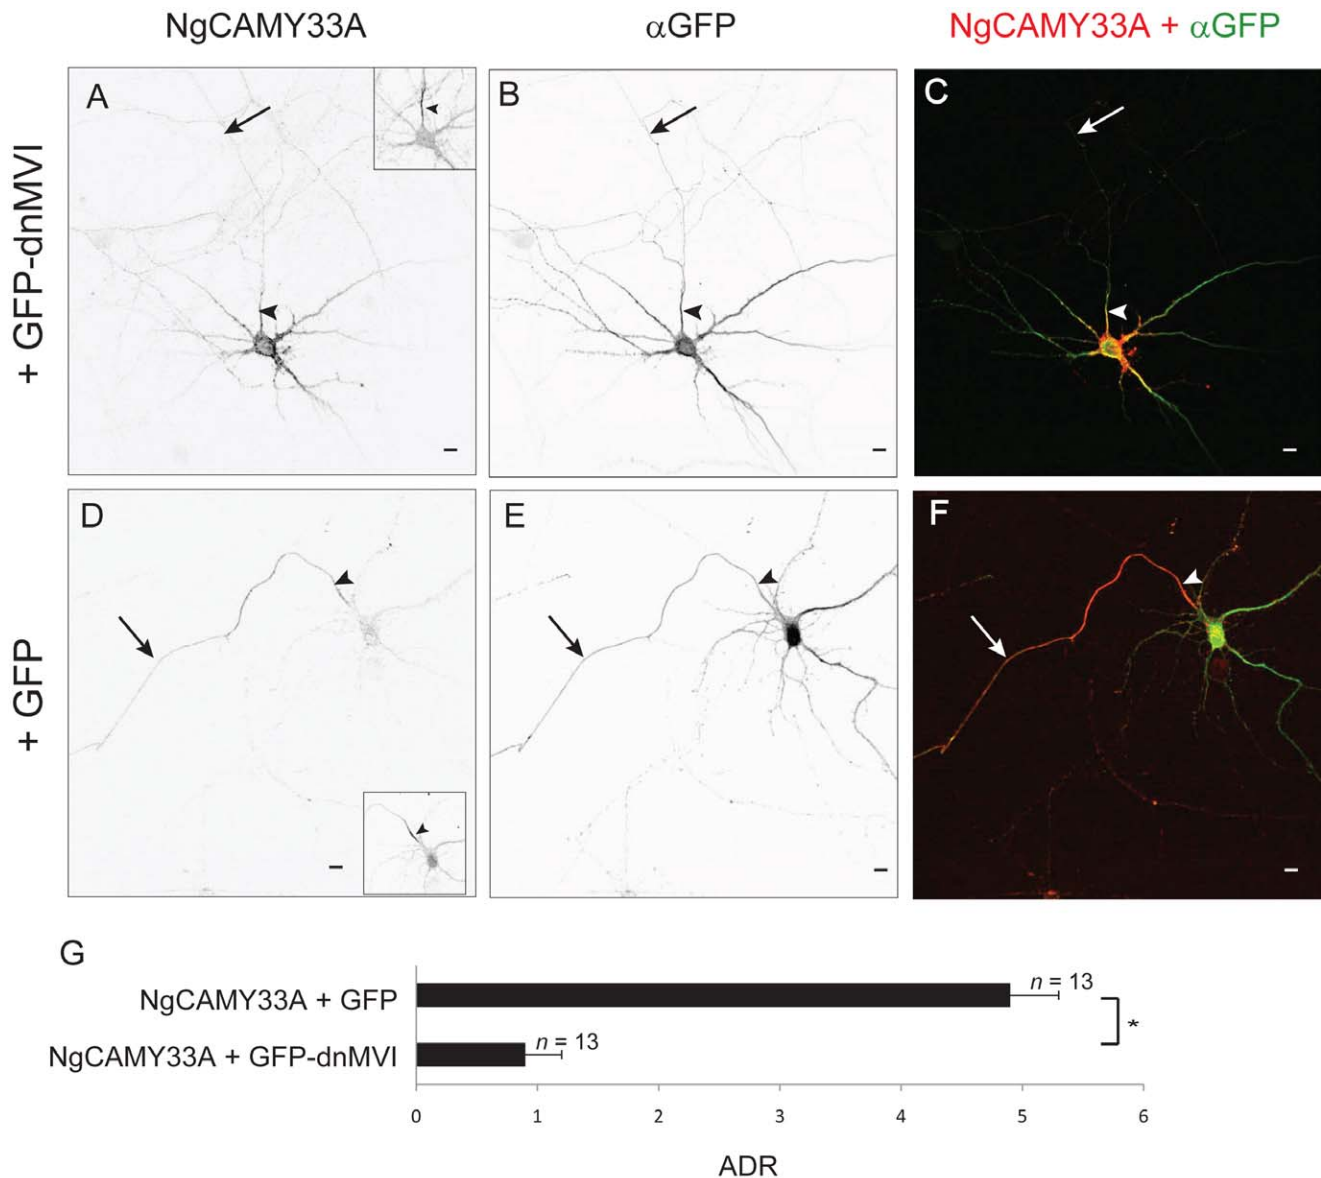 NgCAMY33A
αGFP
NgCAMY33A + αGFP
+ GFP-dnMVI
A
B
C
+ GFP
D
E
F
G
NgCAMY33A + GFP
n = 13
NgCAMY33A + GFP-dnMVI
n = 13
*
0 1 2 3 4 5 6
ADR